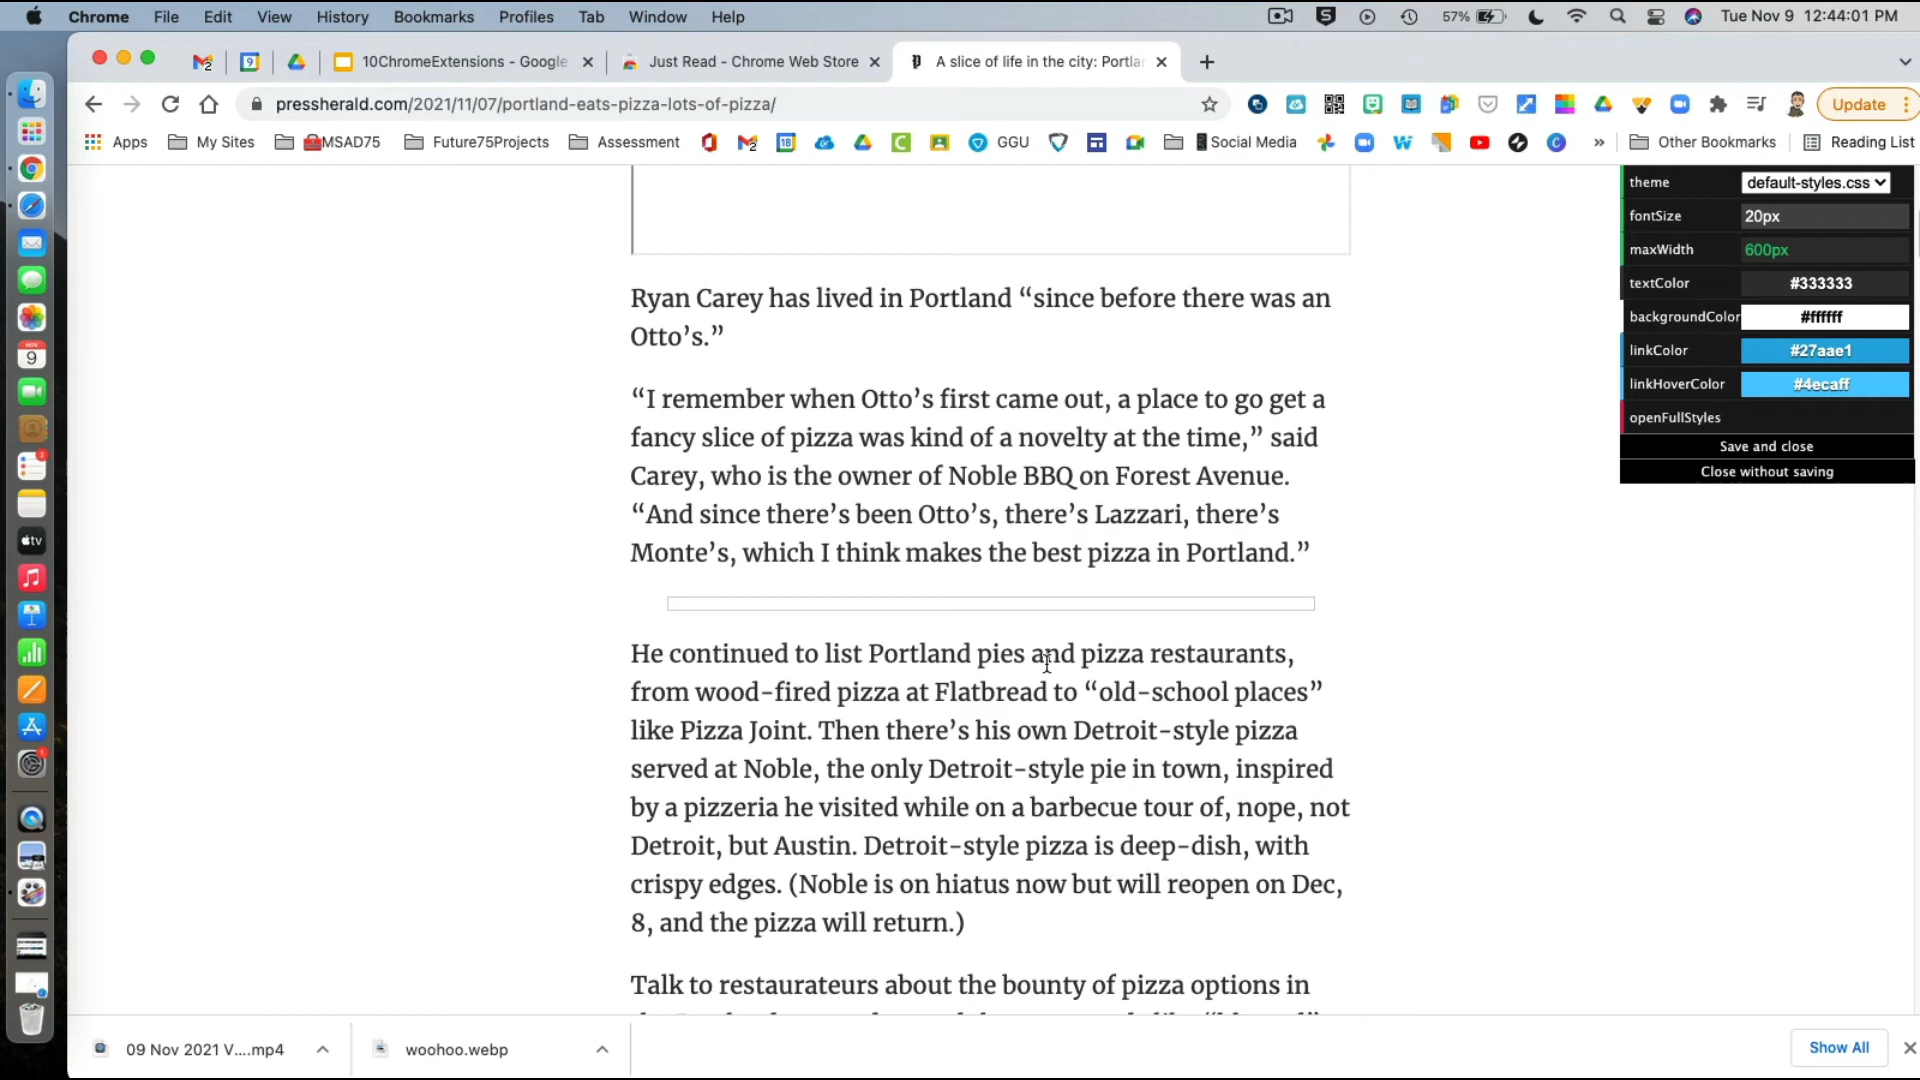 Chrome File Edit View History Bookmarks Profiles Tab Window Help 57% Tue Nov 9 12:44:01 PM
10ChromeExtensions - Google Just Read - Chrome Web Store A slice of life in the city: Portla
pressherald.com/2021/11/07/portland-eats-pizza-lots-of-pizza/ Update
Apps My Sites MSAD75 Future75Projects Assessment GGU Social Media » Other Bookmarks Reading List
theme default-styles.css
fontSize 20px
maxWidth 600px
textColor #333333
backgroundColor #ffffff
linkColor #27aae1
linkHoverColor #4ecaff
openFullStyles
Save and close
Close without saving
Ryan Carey has lived in Portland “since before there was an
Otto’s.”
“I remember when Otto’s first came out, a place to go get a
fancy slice of pizza was kind of a novelty at the time,” said
Carey, who is the owner of Noble BBQ on Forest Avenue.
“And since there’s been Otto’s, there’s Lazzari, there’s
Monte’s, which I think makes the best pizza in Portland.”
He continued to list Portland pies and pizza restaurants,
from wood-fired pizza at Flatbread to “old-school places”
like Pizza Joint. Then there’s his own Detroit-style pizza
served at Noble, the only Detroit-style pie in town, inspired
by a pizzeria he visited while on a barbecue tour of, nope, not
Detroit, but Austin. Detroit-style pizza is deep-dish, with
crispy edges. (Noble is on hiatus now but will reopen on Dec,
8, and the pizza will return.)
Talk to restaurateurs about the bounty of pizza options in
09 Nov 2021 V....mp4 woohoo.webp Show All